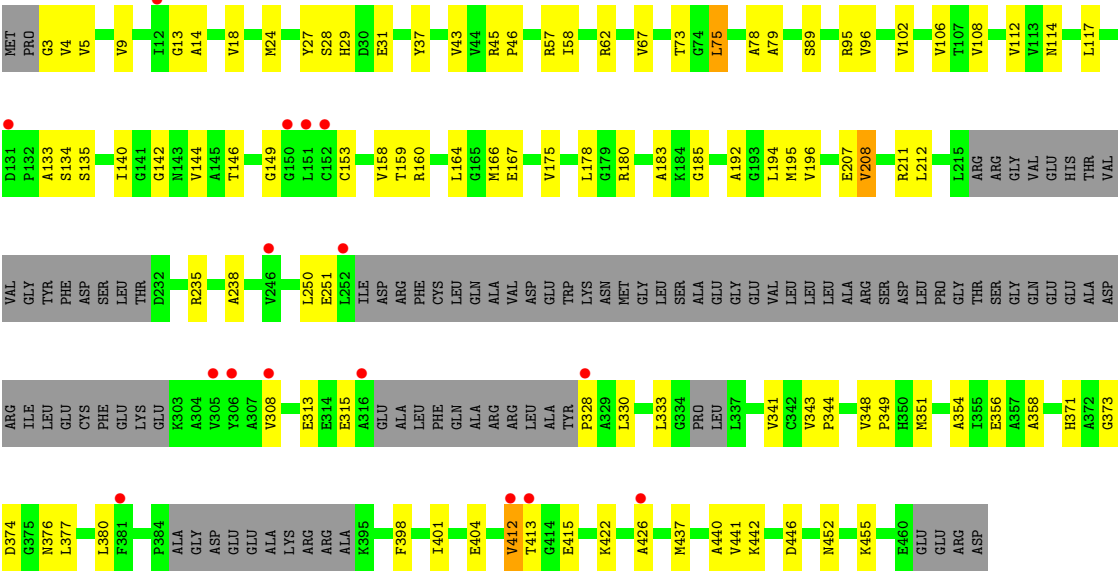 MET PRO G3 V4 V5 V9 I12 G13 A14 V18 M24 Y27 S28 H29 D30 E31 Y37 V43 V44 R45 P46 R57 I58 R62 V67 T73 G74 L75 A78 A79 S89 R95 V96 V102 V106 T107 V108 V112 V113 N114 L117
D131 P132 A133 S134 S135 I140 G141 G142 N143 V144 A145 T146 G149 G150 L151 C152 C153 V158 T159 R160 L164 G165 M166 E167 V175 L178 G179 R180 A183 K184 G185 A192 G193 L194 M195 V196 E207 V208 R211 L212 L215 ARG ARG GLY VAL GLU HIS THR VAL
VAL GLY TYR PHE ASP SER LEU THR D232 R235 A238 V246 L250 E251 L252 ILE ASP ARG PHE CYS LEU GLN ALA VAL ASP GLU TRP LYS ASN MET GLY LEU SER ALA GLU GLY GLU VAL LEU LEU LEU ALA ARG SER ASP LEU PRO GLY THR SER GLY GLN GLU GLU ALA ASP
ARG ILE LEU GLU CYS PHE GLU LYS GLU K303 A304 V305 Y306 A307 V308 E313 E314 E315 A316 GLU ALA LEU PHE GLN ALA ARG ARG LEU ALA TYR P328 A329 L330 L333 G334 PRO LEU L337 V341 C342 V343 P344 V348 P349 H350 M351 A354 I355 E356 A357 A358 H371 A372 G373
D374 G375 N376 L377 L380 F381 P384 ALA GLY ASP GLU GLU ALA LYS ARG ARG ALA K395 F398 I401 E404 V412 T413 G414 E415 K422 A426 M437 A440 V441 K442 D446 N452 K455 E460 GLU GLU ARG ASP